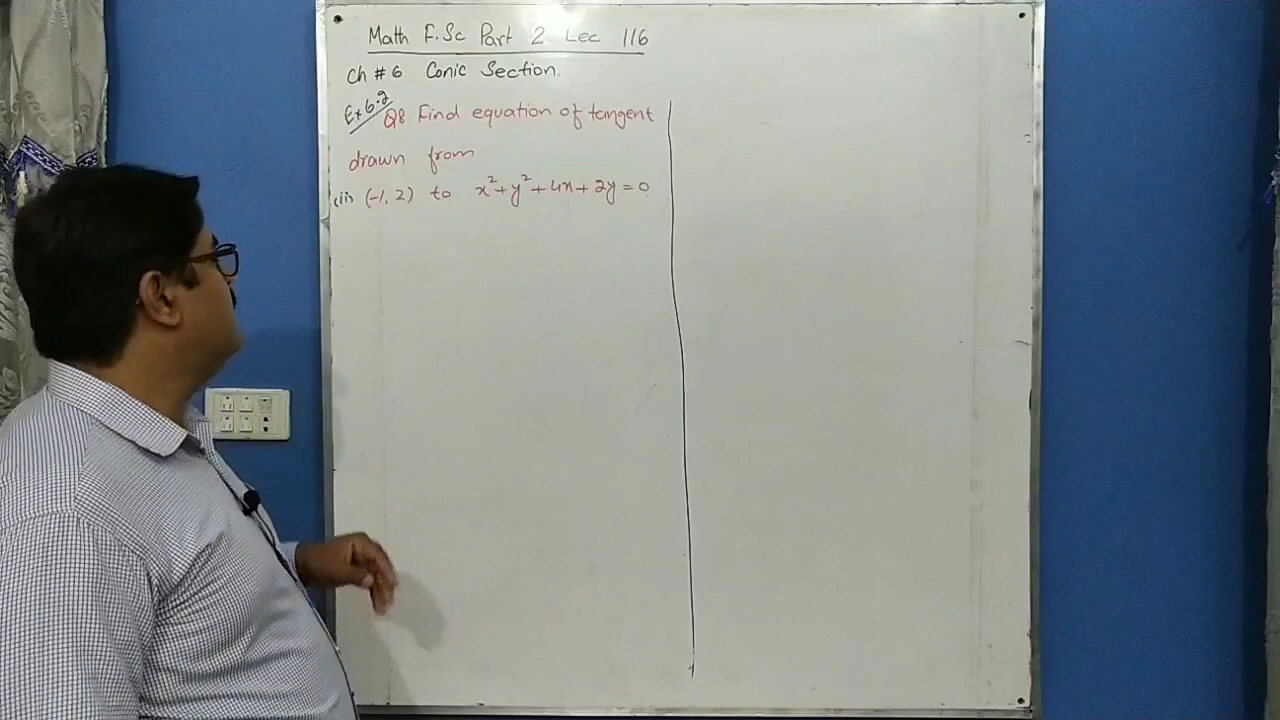 Math F.Sc Part 2 Lec 116
Ch # 6 Conic Section.
Ex 6.2 Q8 Find equation of tangent
drawn from
(ii) (-1, 2) to x²+y²+4x+2y=0